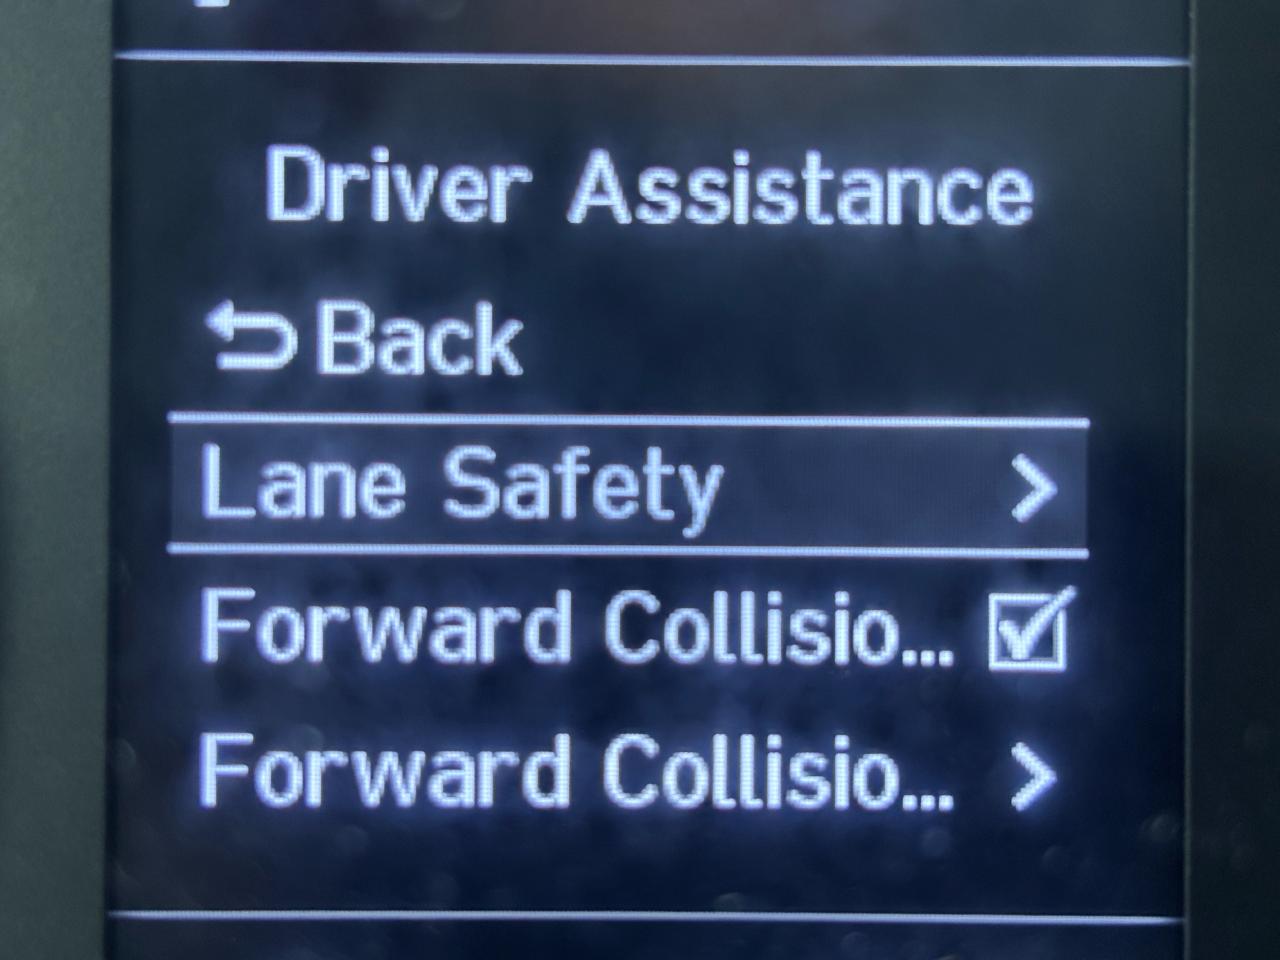 Driver Assistance
Back
Lane Safety
Forward Collisio...
Forward Collisio...